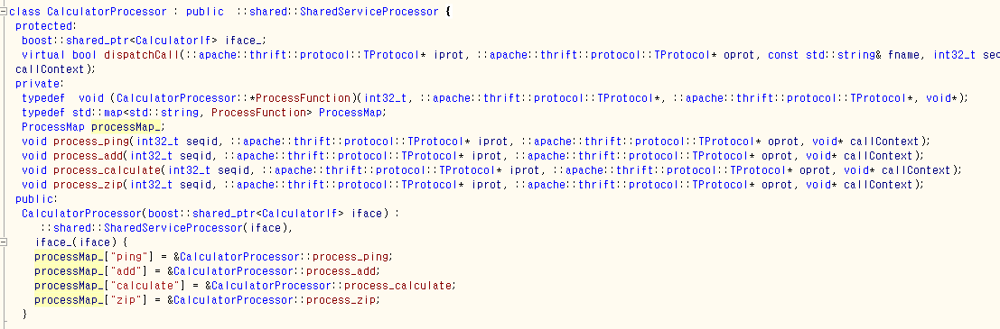 class CalculatorProcessor : public  ::shared::SharedServiceProcessor {
protected:
boost::shared_ptr<CalculatorIf> iface_;
virtual bool dispatchCall(::apache::thrift::protocol::TProtocol* iprot, ::apache::thrift::protocol::TProtocol* oprot, const std::string& fname, int32_t seq
callContext);
private:
typedef  void (CalculatorProcessor::*ProcessFunction)(int32_t, ::apache::thrift::protocol::TProtocol*, ::apache::thrift::protocol::TProtocol*, void*);
typedef std::map<std::string, ProcessFunction> ProcessMap;
ProcessMap processMap_;
void process_ping(int32_t seqid, ::apache::thrift::protocol::TProtocol* iprot, ::apache::thrift::protocol::TProtocol* oprot, void* callContext);
void process_add(int32_t seqid, ::apache::thrift::protocol::TProtocol* iprot, ::apache::thrift::protocol::TProtocol* oprot, void* callContext);
void process_calculate(int32_t seqid, ::apache::thrift::protocol::TProtocol* iprot, ::apache::thrift::protocol::TProtocol* oprot, void* callContext);
void process_zip(int32_t seqid, ::apache::thrift::protocol::TProtocol* iprot, ::apache::thrift::protocol::TProtocol* oprot, void* callContext);
public:
CalculatorProcessor(boost::shared_ptr<CalculatorIf> iface) :
::shared::SharedServiceProcessor(iface),
iface_(iface) {
processMap_["ping"] = &CalculatorProcessor::process_ping;
processMap_["add"] = &CalculatorProcessor::process_add;
processMap_["calculate"] = &CalculatorProcessor::process_calculate;
processMap_["zip"] = &CalculatorProcessor::process_zip;
}